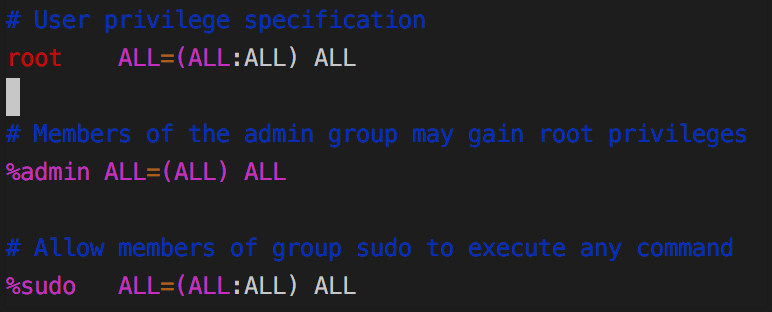 # User privilege specification
root    ALL=(ALL:ALL) ALL
# Members of the admin group may gain root privileges
%admin ALL=(ALL) ALL
# Allow members of group sudo to execute any command
%sudo   ALL=(ALL:ALL) ALL